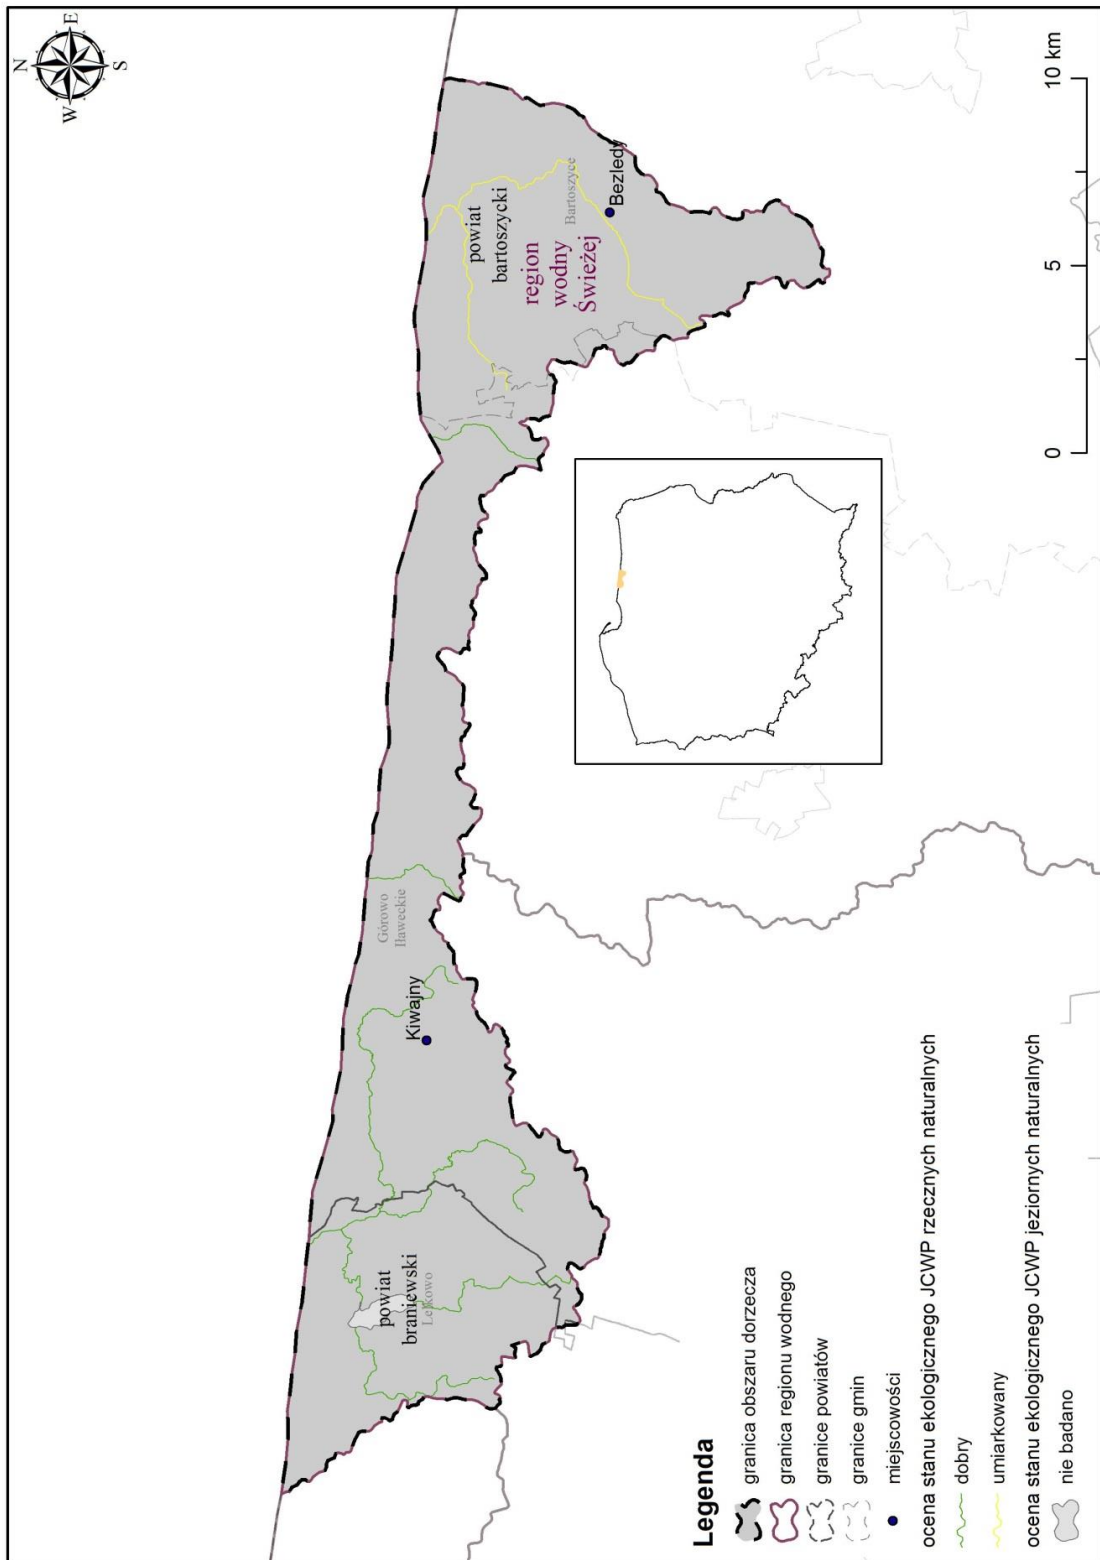 N
E
S
W
powiat
bartoszycki
region
wodny
Świeżej
Bartoszyce
Bezledy
Górowo
Iławeckie
Kiwajny
powiat
braniewski
Lelkowo
Legenda
granica obszaru dorzecza
granica regionu wodnego
granice powiatów
granice gmin
miejscowości
ocena stanu ekologicznego JCWP rzecznych naturalnych
dobry
umiarkowany
ocena stanu ekologicznego JCWP jeziornych naturalnych
nie badano
0 5 10 km